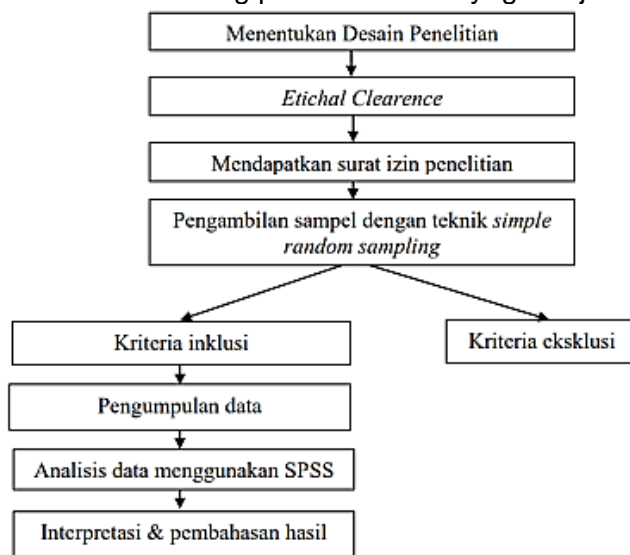 Menentukan Desain Penelitian
Etichal Clearence
Mendapatkan surat izin penelitian
Pengambilan sampel dengan teknik simple
random sampling
Kriteria inklusi
Kriteria eksklusi
Pengumpulan data
Analisis data menggunakan SPSS
Interpretasi & pembahasan hasil